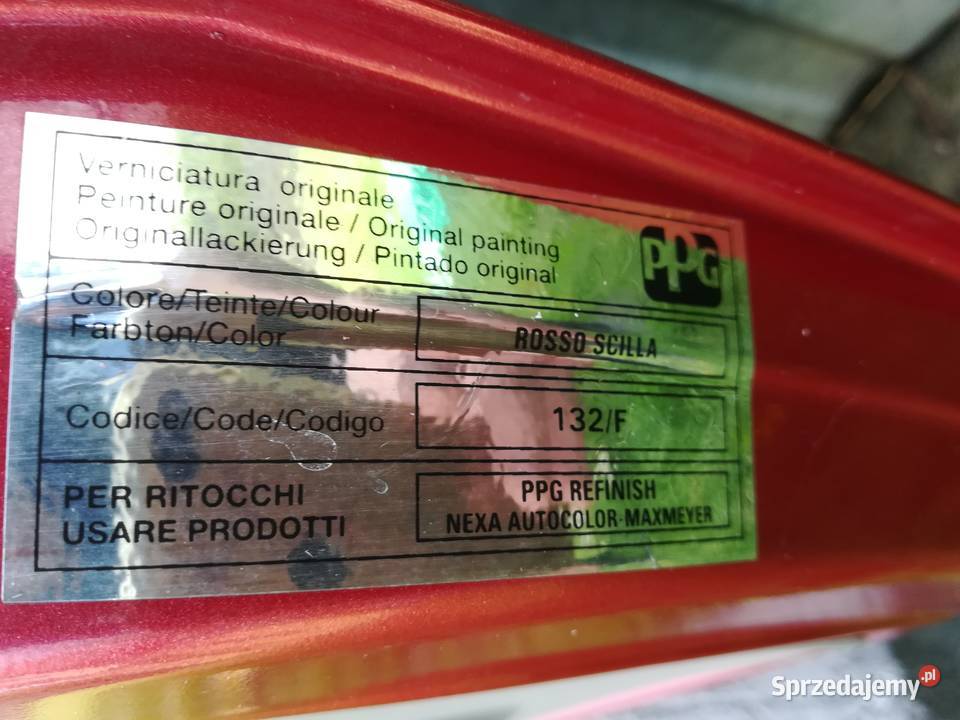 Verniciatura originale
Peinture originale / Original painting
Originallackierung / Pintado original
PPG
Colore/Teinte/Colour
Farbton/Color
ROSSO SCILLA
Codice/Code/Codigo
132/F
PER RITOCCHI
USARE PRODOTTI
PPG REFINISH
NEXA AUTOCOLOR-MAXMEYER
Sprzedajemy.pl